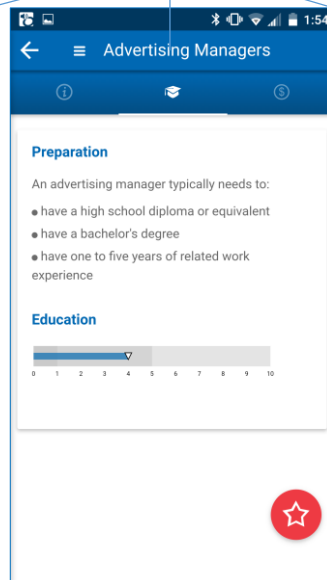 1:54
Advertising Managers
Preparation
An advertising manager typically needs to:
● have a high school diploma or equivalent
● have a bachelor's degree
● have one to five years of related work
experience
Education
0 1 2 3 4 5 6 7 8 9 10